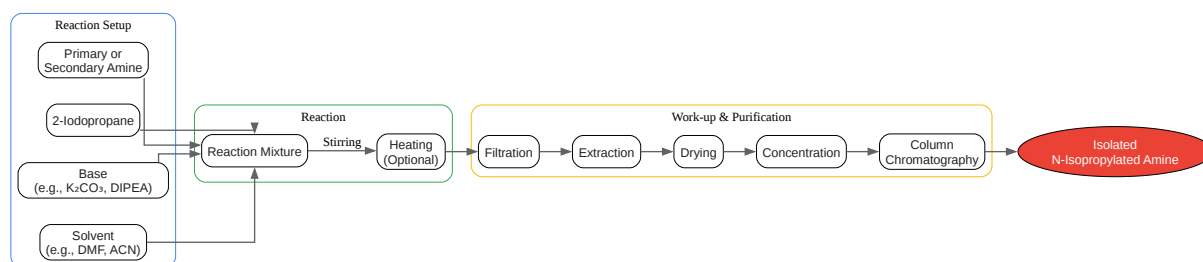 Reaction Setup
Primary or
Secondary Amine
2-Iodopropane
Base
(e.g., K₂CO₃, DIPEA)
Solvent
(e.g., DMF, ACN)
Reaction
Reaction Mixture
Stirring
Heating
(Optional)
Work-up & Purification
Filtration
Extraction
Drying
Concentration
Column
Chromatography
Isolated
N-Isopropylated Amine